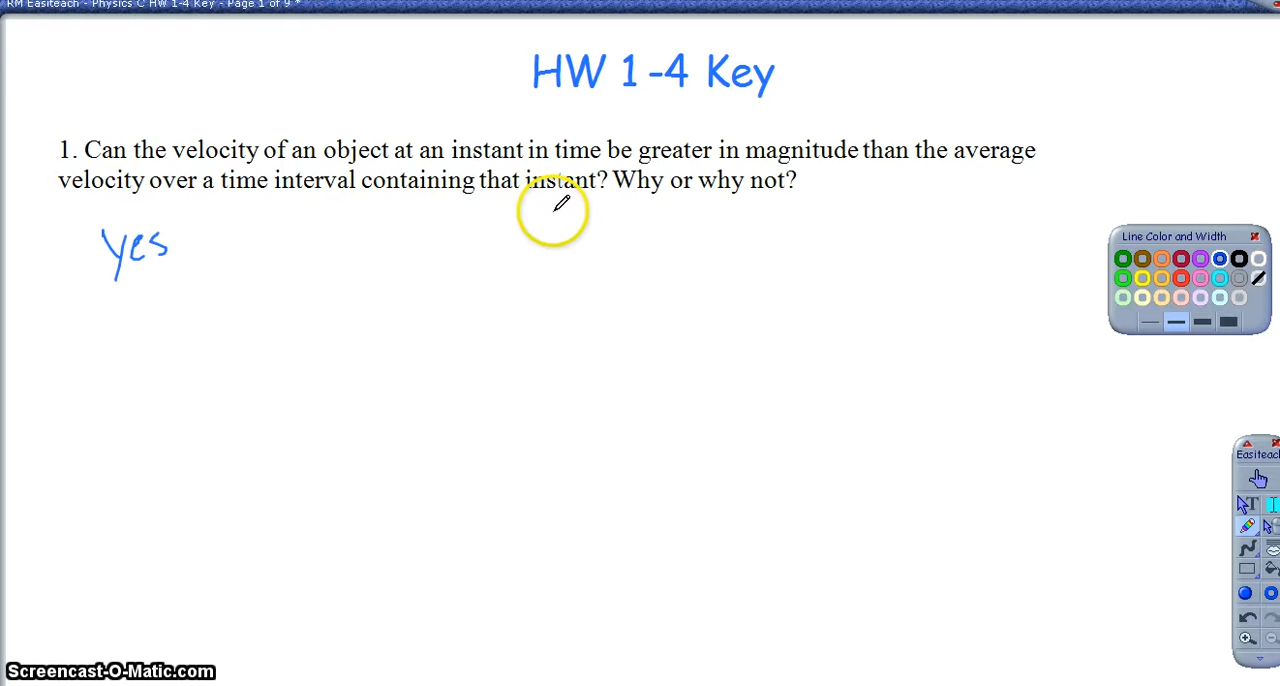 RM Easiteach - Physics C HW 1-4 Key - Page 1 of 9 *
HW 1-4 Key
1. Can the velocity of an object at an instant in time be greater in magnitude than the average
velocity over a time interval containing that instant? Why or why not?
yes
Line Color and Width
Easiteach
T
Screencast-O-Matic.com